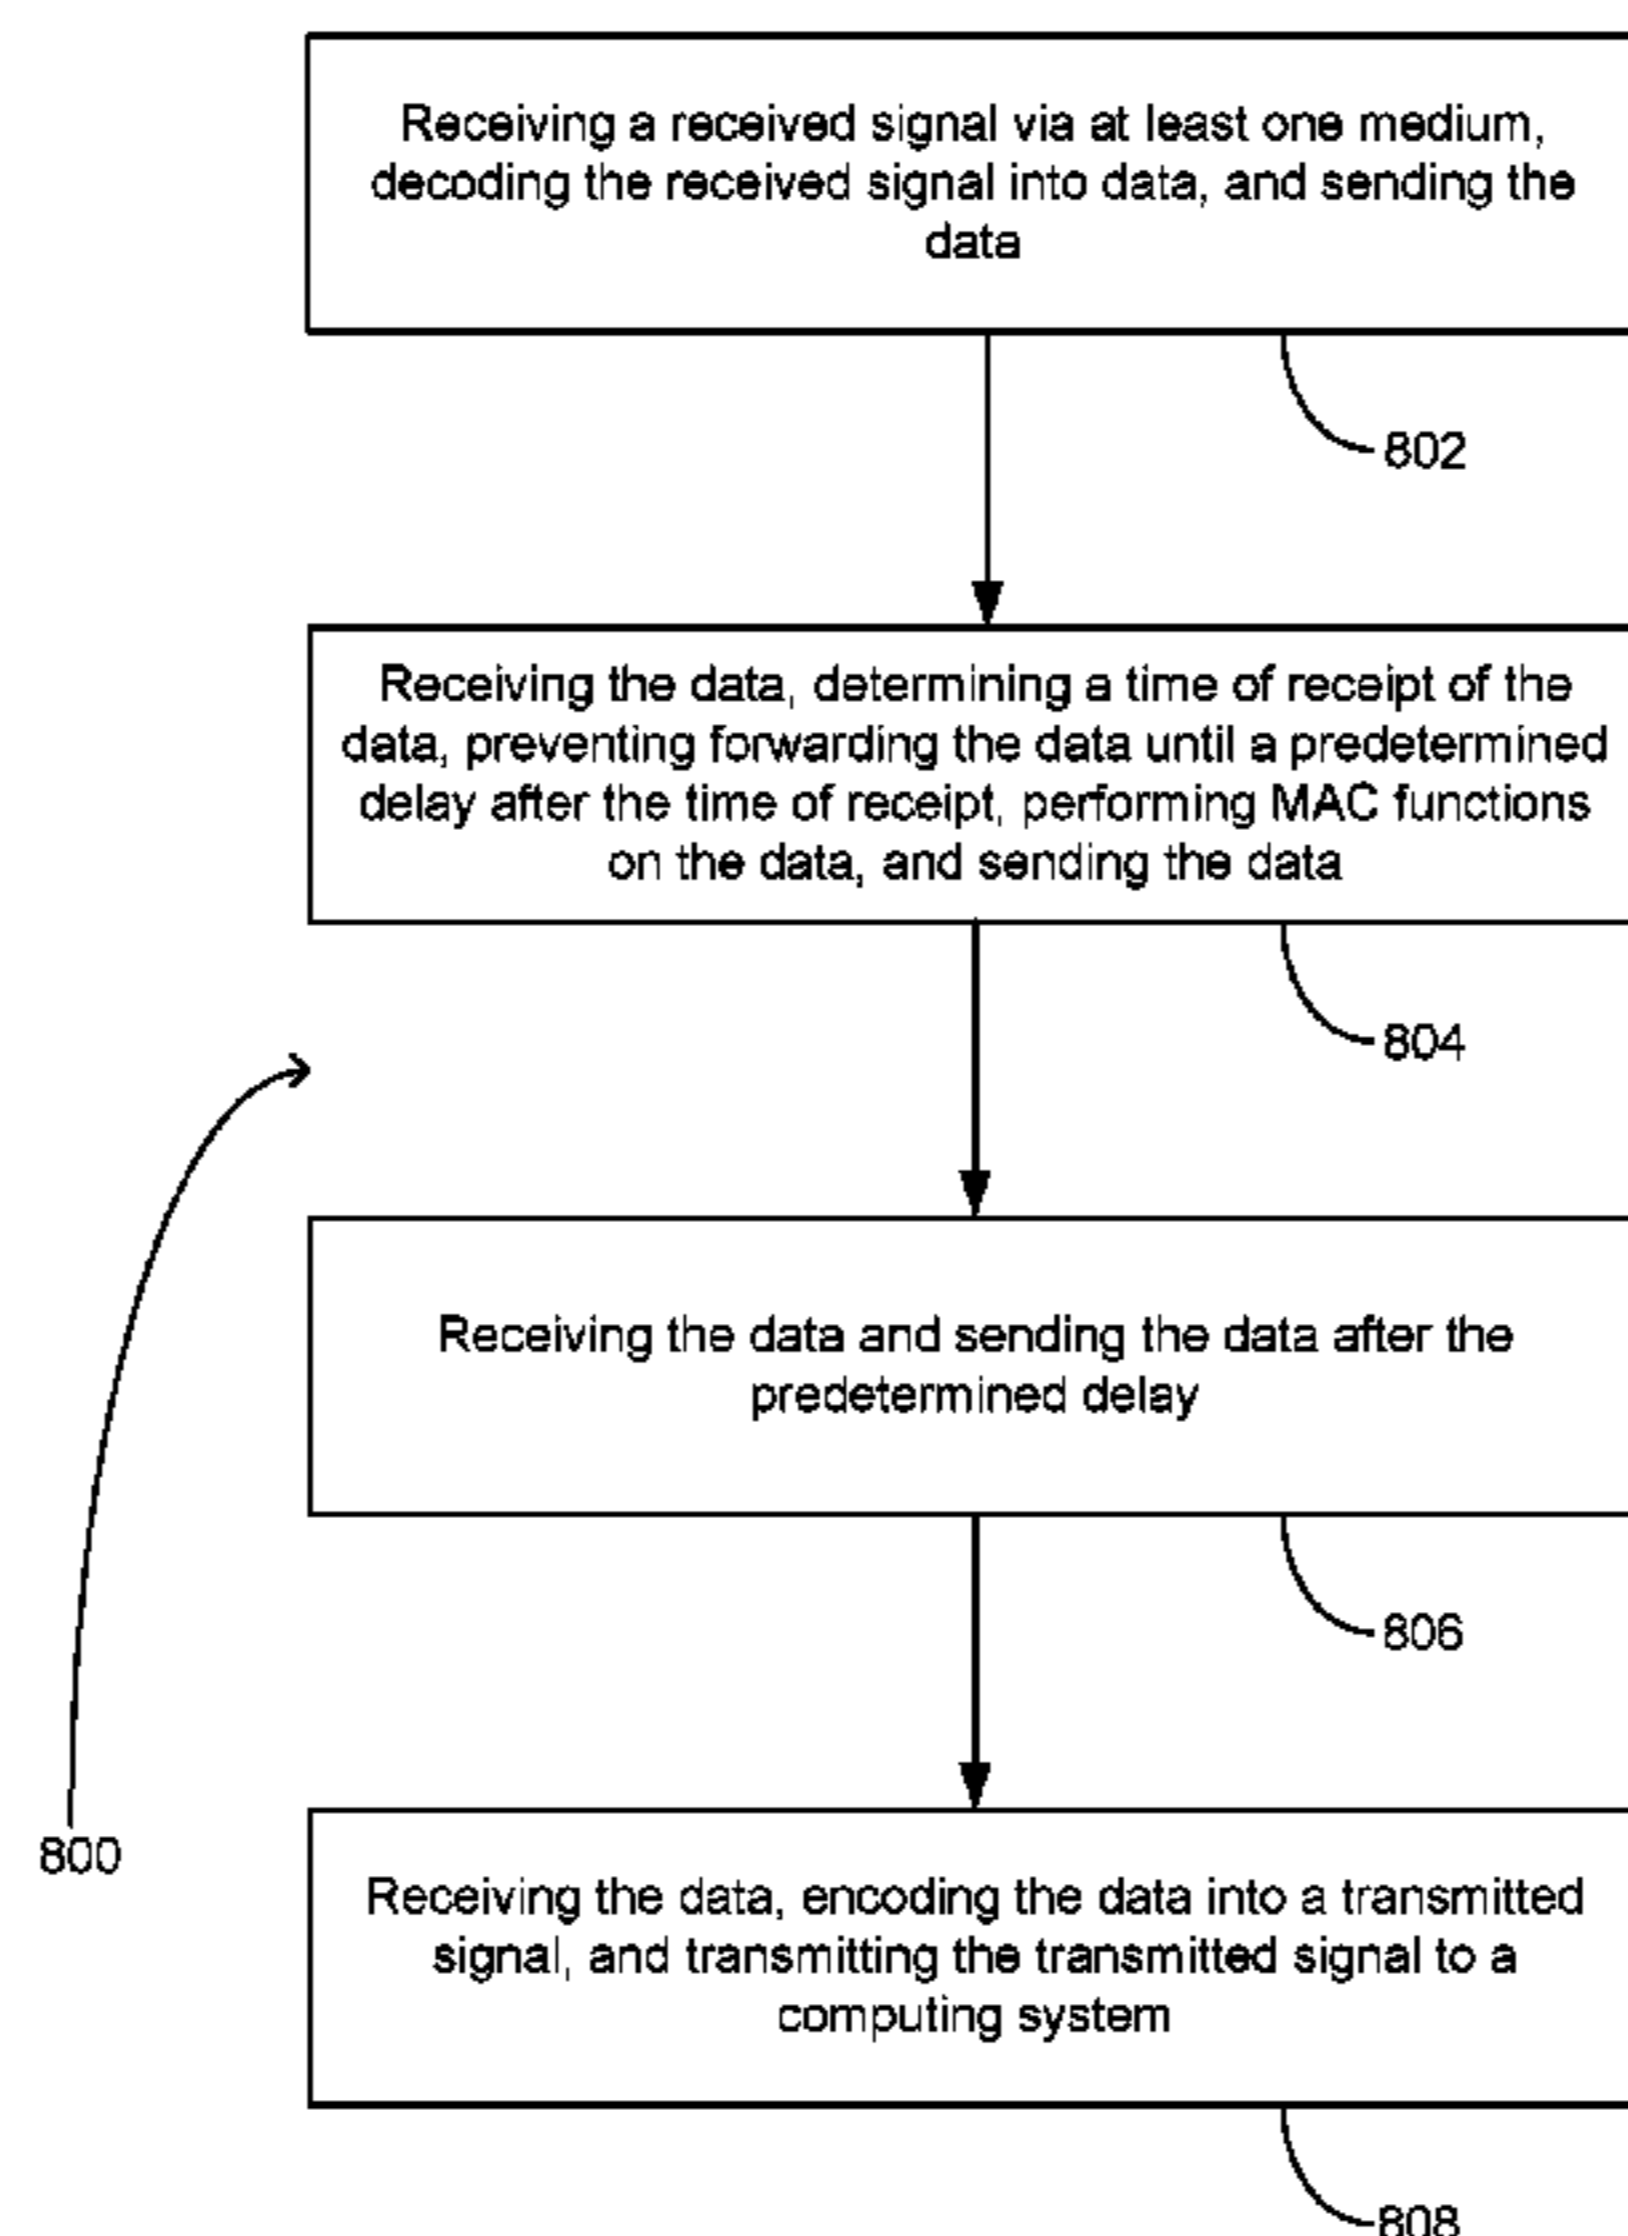 Receiving a received signal via at least one medium,
decoding the received signal into data, and sending the
data
802
Receiving the data, determining a time of receipt of the
data, preventing forwarding the data until a predetermined
delay after the time of receipt, performing MAC functions
on the data, and sending the data
804
Receiving the data and sending the data after the
predetermined delay
806
800
Receiving the data, encoding the data into a transmitted
signal, and transmitting the transmitted signal to a
computing system
808